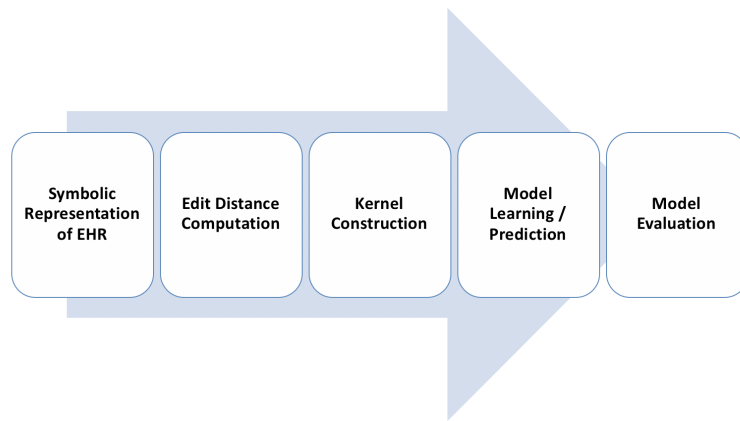 Symbolic
Representation
of EHR
Edit Distance
Computation
Kernel
Construction
Model
Learning /
Prediction
Model
Evaluation